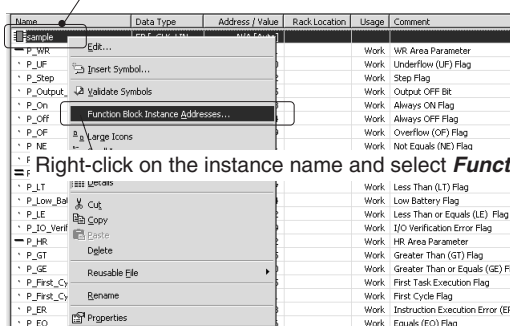 Name Data Type Address / Value Rack Location Usage Comment
sample N/A [Auto]
P_WR Edit... Work WR Area Parameter
P_UF Work Underflow (UF) Flag
P_Step Insert Symbol... Work Step Flag
P_Output_ Validate Symbols Work Output OFF Bit
P_On Work Always ON Flag
P_Off Function Block Instance Addresses... Work Always OFF Flag
P_OF Large Icons Work Overflow (OF) Flag
P_NE Work Not Equals (NE) Flag
Right-click on the instance name and select Funct
P_LT Details Work Less Than (LT) Flag
P_Low_Bat Cut Work Low Battery Flag
P_LE Copy Work Less Than or Equals (LE) Flag
P_IO_Verif Paste Work I/O Verification Error Flag
P_HR Work HR Area Parameter
P_GT Delete Work Greater Than (GT) Flag
P_GE Reusable File Work Greater Than or Equals (GE) F
P_First_Cy Work First Task Execution Flag
P_First_Cy Rename Work First Cycle Flag
P_ER Properties Work Instruction Execution Error (ER
P_EQ Work Equals (EQ) Flag